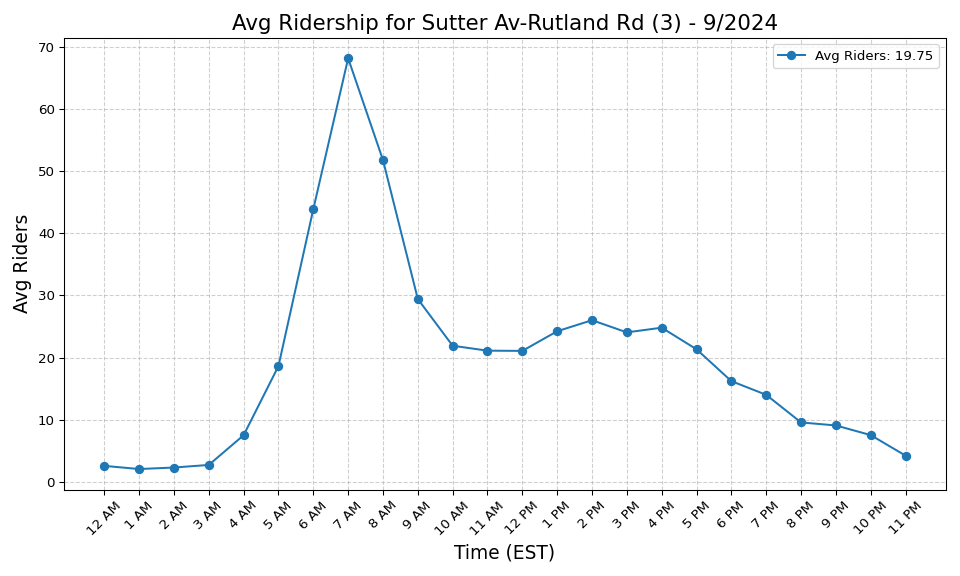 Avg Ridership for Sutter Av-Rutland Rd (3) - 9/2024
Avg Riders: 19.75
Avg Riders
70
60
50
40
30
20
10
0
12 AM
1 AM
2 AM
3 AM
4 AM
5 AM
6 AM
7 AM
8 AM
9 AM
10 AM
11 AM
12 PM
1 PM
2 PM
3 PM
4 PM
5 PM
6 PM
7 PM
8 PM
9 PM
10 PM
11 PM
Time (EST)